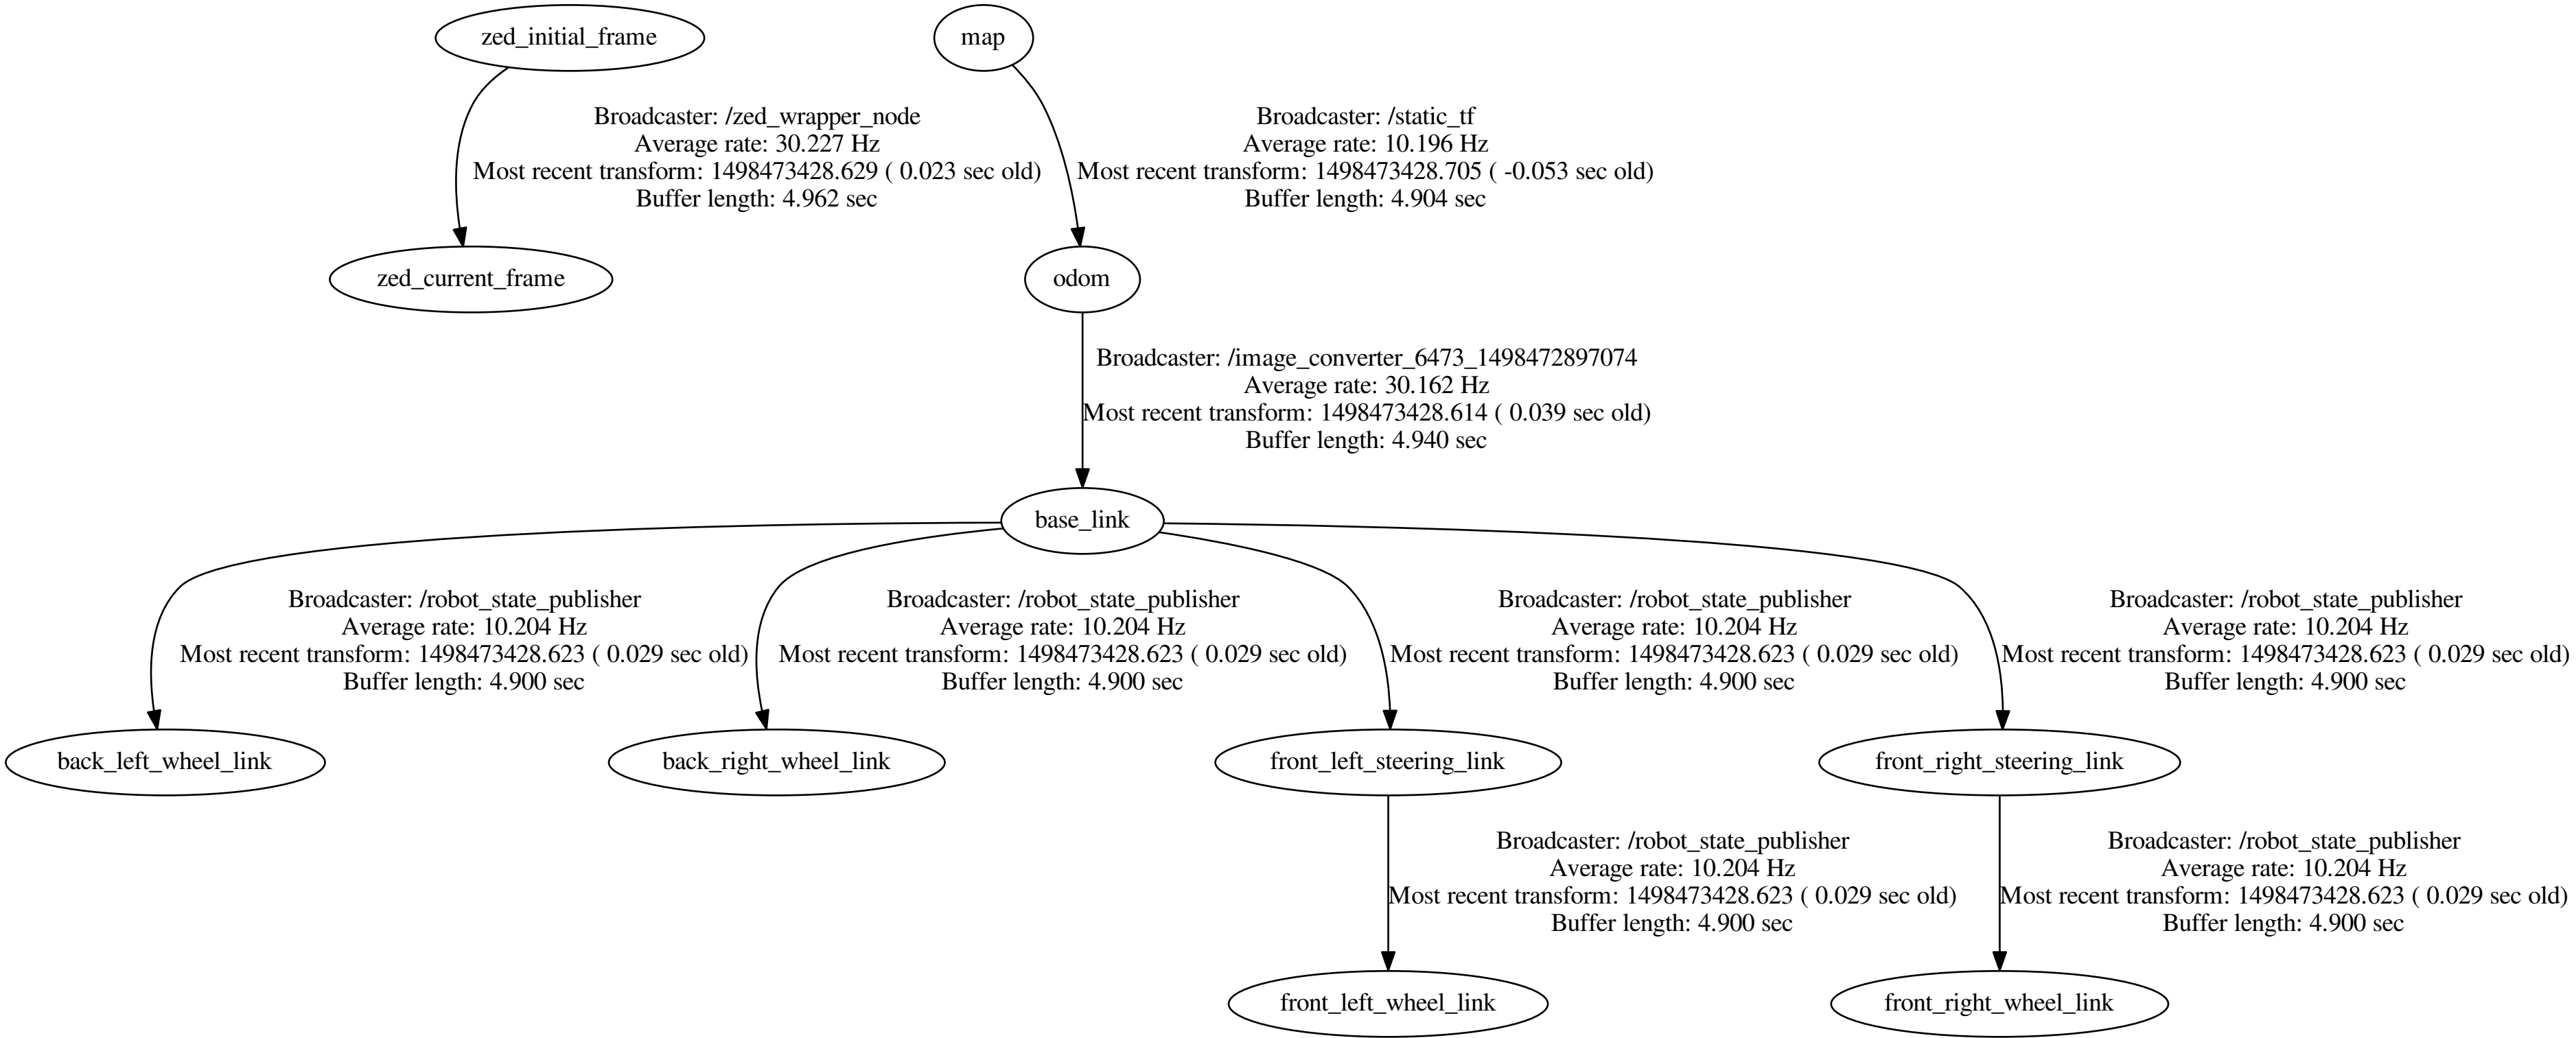 zed_initial_frame
map
Broadcaster: /zed_wrapper_node
Average rate: 30.227 Hz
Most recent transform: 1498473428.629 ( 0.023 sec old)
Buffer length: 4.962 sec
Broadcaster: /static_tf
Average rate: 10.196 Hz
Most recent transform: 1498473428.705 ( -0.053 sec old)
Buffer length: 4.904 sec
zed_current_frame
odom
Broadcaster: /image_converter_6473_1498472897074
Average rate: 30.162 Hz
Most recent transform: 1498473428.614 ( 0.039 sec old)
Buffer length: 4.940 sec
base_link
Broadcaster: /robot_state_publisher
Average rate: 10.204 Hz
Most recent transform: 1498473428.623 ( 0.029 sec old)
Buffer length: 4.900 sec
Broadcaster: /robot_state_publisher
Average rate: 10.204 Hz
Most recent transform: 1498473428.623 ( 0.029 sec old)
Buffer length: 4.900 sec
Broadcaster: /robot_state_publisher
Average rate: 10.204 Hz
Most recent transform: 1498473428.623 ( 0.029 sec old)
Buffer length: 4.900 sec
Broadcaster: /robot_state_publisher
Average rate: 10.204 Hz
Most recent transform: 1498473428.623 ( 0.029 sec old)
Buffer length: 4.900 sec
back_left_wheel_link
back_right_wheel_link
front_left_steering_link
front_right_steering_link
Broadcaster: /robot_state_publisher
Average rate: 10.204 Hz
Most recent transform: 1498473428.623 ( 0.029 sec old)
Buffer length: 4.900 sec
Broadcaster: /robot_state_publisher
Average rate: 10.204 Hz
Most recent transform: 1498473428.623 ( 0.029 sec old)
Buffer length: 4.900 sec
front_left_wheel_link
front_right_wheel_link